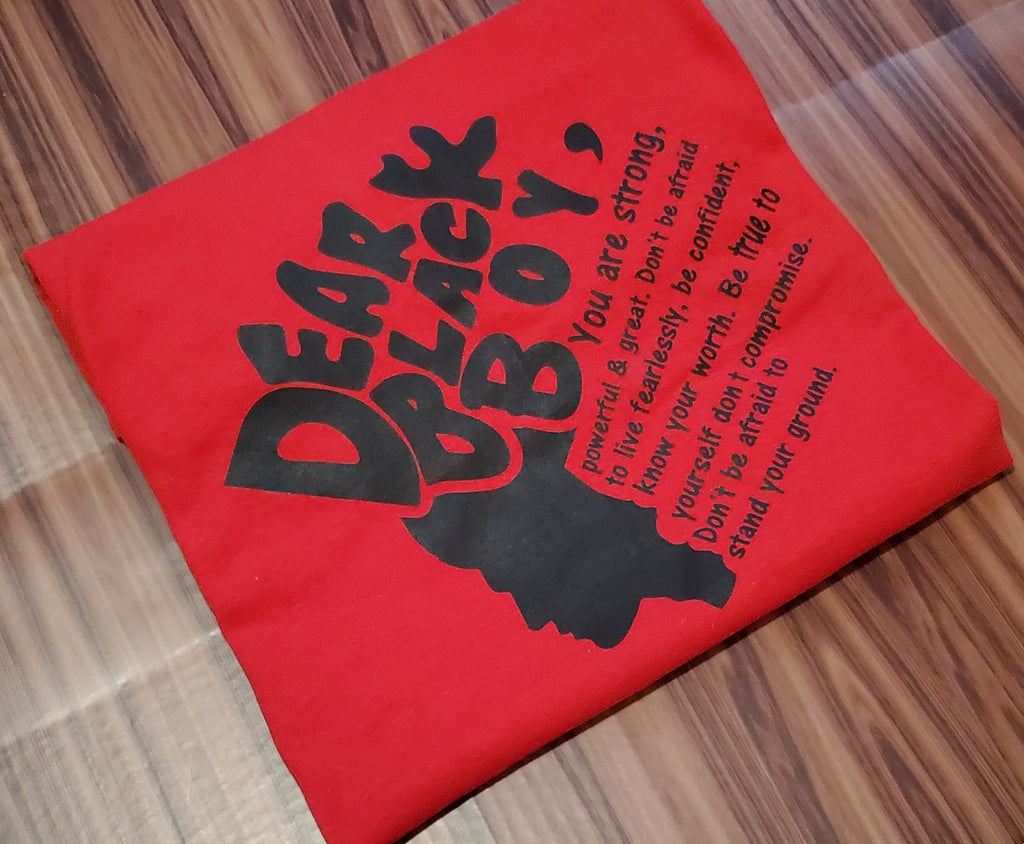 DEAR
BLACK
BOY,
You are strong,
powerful & great. Don't be afraid
to live fearlessly, be confident,
know your worth. Be true to
yourself don't compromise.
Don't be afraid to
stand your ground.